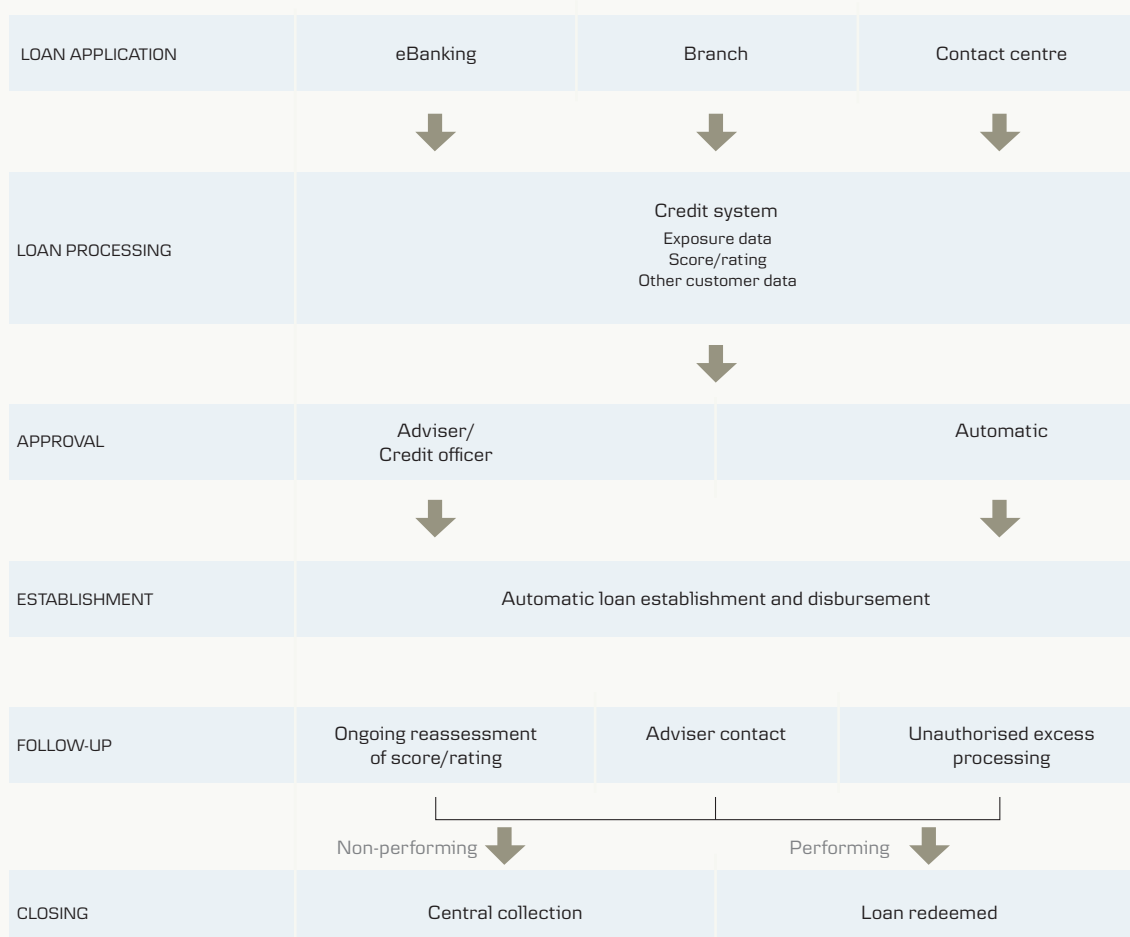 LOAN APPLICATION
eBanking
Branch
Contact centre
LOAN PROCESSING
Credit system
Exposure data
Score/rating
Other customer data
APPROVAL
Adviser/
Credit officer
Automatic
ESTABLISHMENT
Automatic loan establishment and disbursement
FOLLOW-UP
Ongoing reassessment
of score/rating
Adviser contact
Unauthorised excess
processing
Non-performing
Performing
CLOSING
Central collection
Loan redeemed